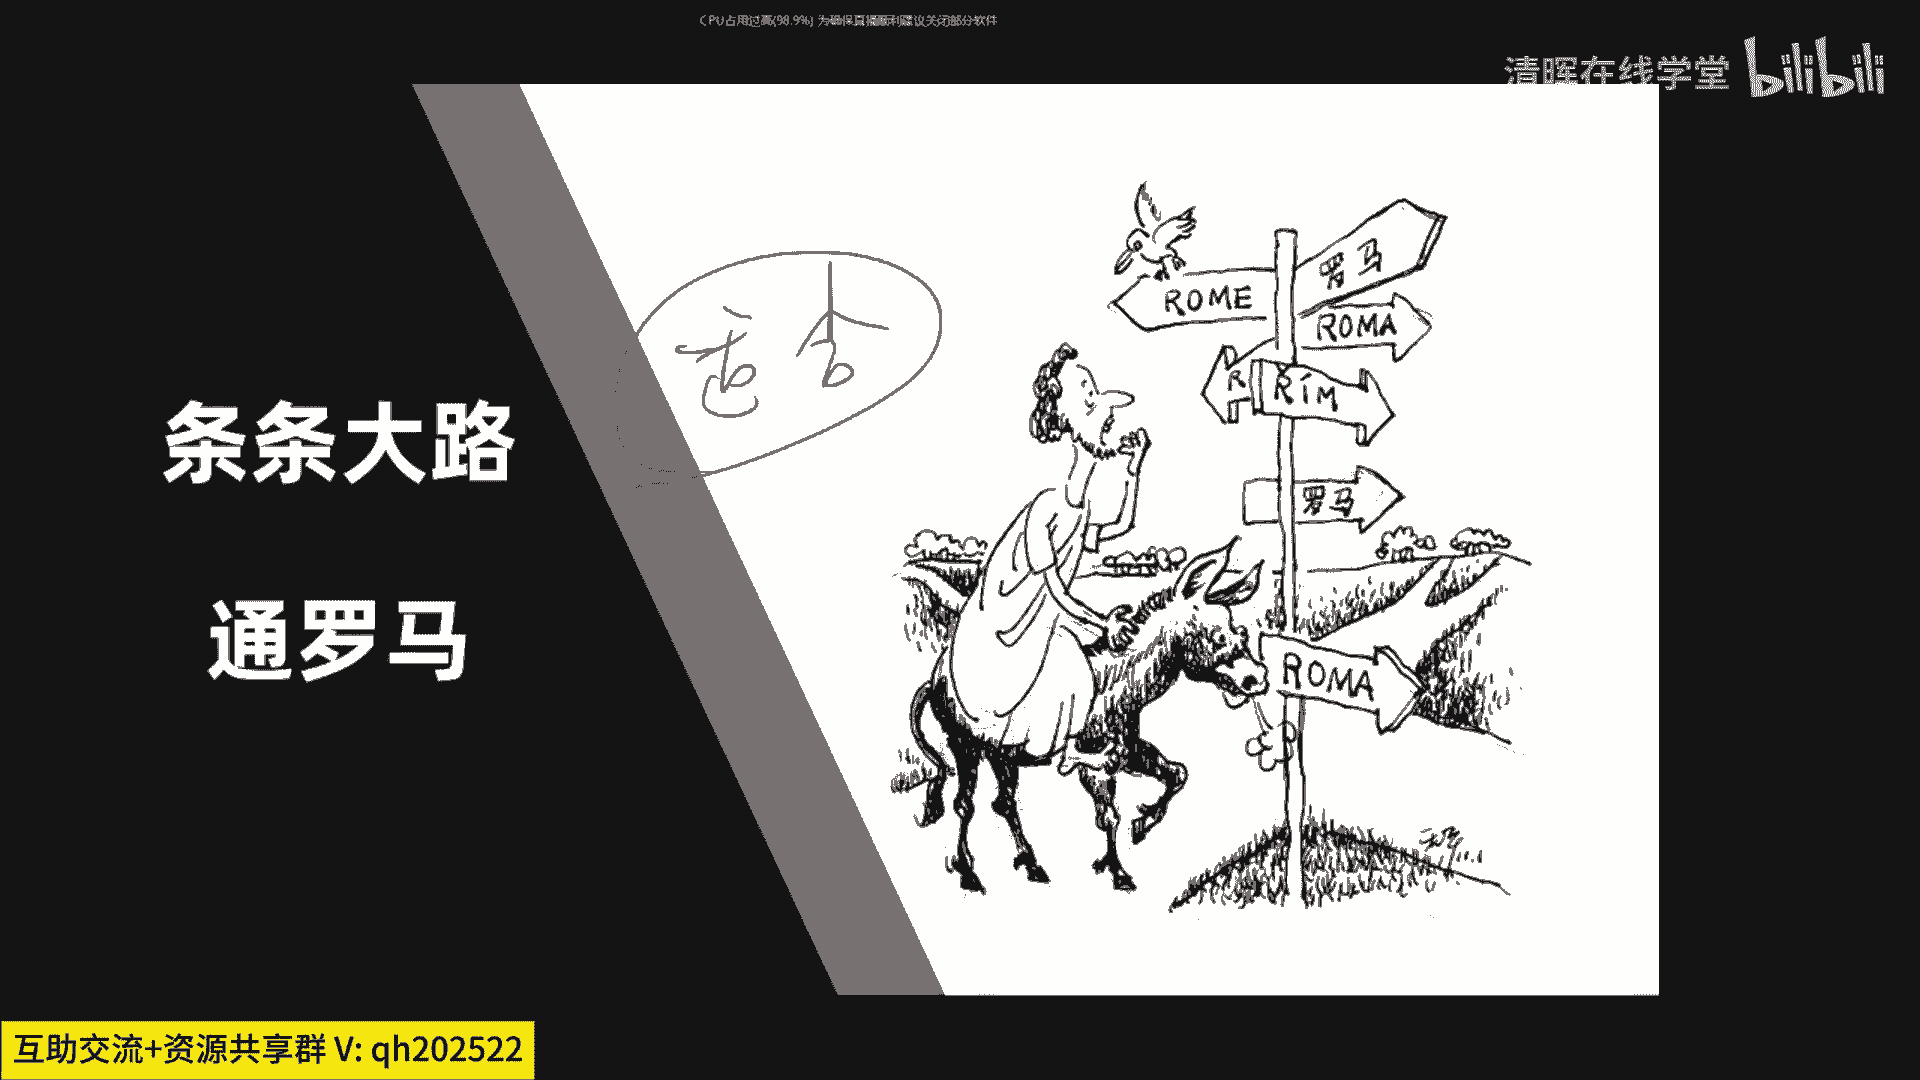 CPU占用过高(98.9%) 为确保直播顺利建议关闭部分软件
清晖在线学堂 bilibili
条条大路
通罗马
适合
罗马
ROME
ROMA
R
RÍM
罗马
ROMA
互助交流+资源共享群 V: qh202522